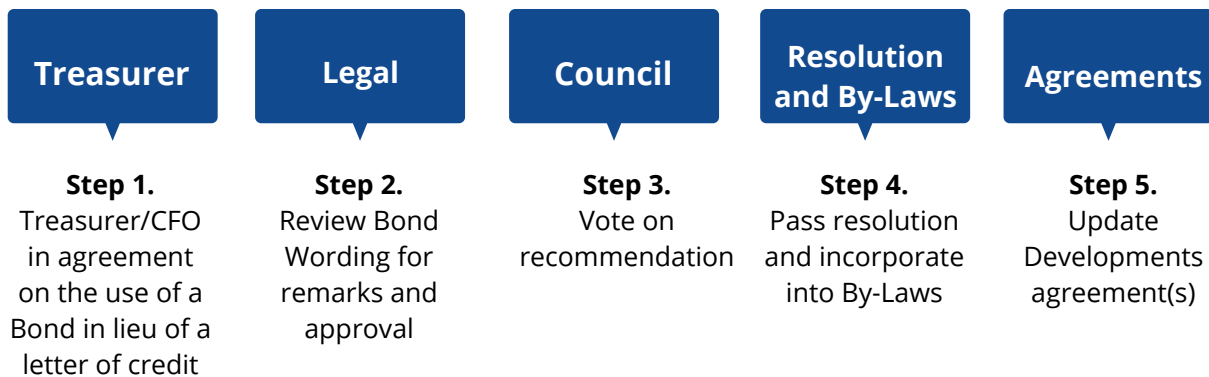 Treasurer
Step 1.
Treasurer/CFO
in agreement
on the use of a
Bond in lieu of a
letter of credit
Legal
Step 2.
Review Bond
Wording for
remarks and
approval
Council
Step 3.
Vote on
recommendation
Resolution
and By-Laws
Step 4.
Pass resolution
and incorporate
into By-Laws
Agreements
Step 5.
Update
Developments
agreement(s)